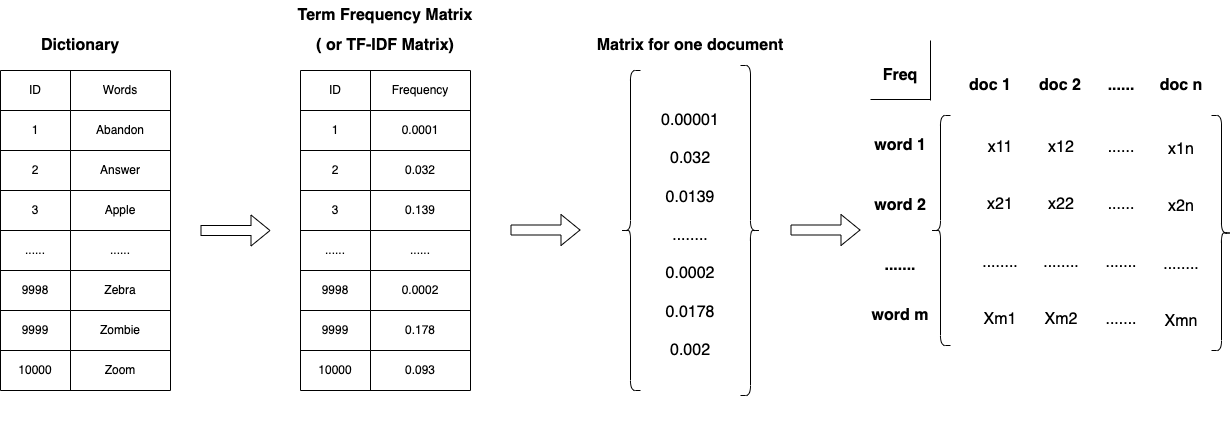 Dictionary
ID Words
1 Abandon
2 Answer
3 Apple
...... ......
9998 Zebra
9999 Zombie
10000 Zoom
Term Frequency Matrix
( or TF-IDF Matrix)
ID Frequency
1 0.0001
2 0.032
3 0.139
...... ......
9998 0.0002
9999 0.178
10000 0.093
Matrix for one document
0.00001
0.032
0.0139
........
0.0002
0.0178
0.002
Freq doc 1 doc 2 ...... doc n
word 1 x11 x12 ...... x1n
word 2 x21 x22 ...... x2n
....... ........ ........ ....... ........
word m Xm1 Xm2 ....... Xmn